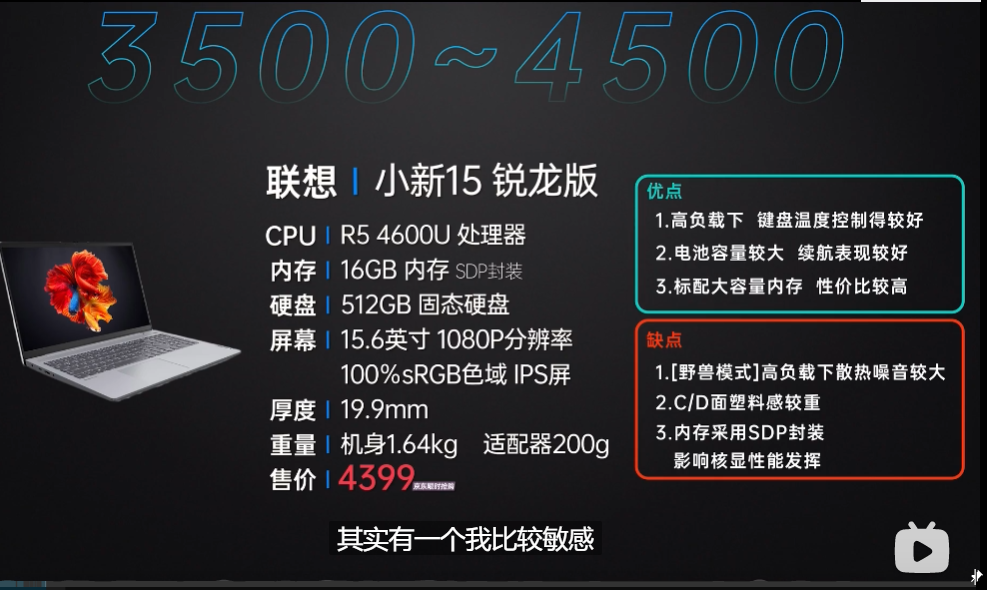 3500~4500
联想 | 小新15 锐龙版
CPU | R5 4600U 处理器
内存 | 16GB 内存 SDP封装
硬盘 | 512GB 固态硬盘
屏幕 | 15.6英寸 1080P分辨率
100%sRGB色域 IPS屏
厚度 | 19.9mm
重量 | 机身1.64kg 适配器200g
售价 | 4399
优点
1.高负载下 键盘温度控制得较好
2.电池容量较大 续航表现较好
3.标配大容量内存 性价比较高
缺点
1.[野兽模式]高负载下散热噪音较大
2.C/D面塑料感较重
3.内存采用SDP封装
影响核显性能发挥
其实有一个我比较敏感